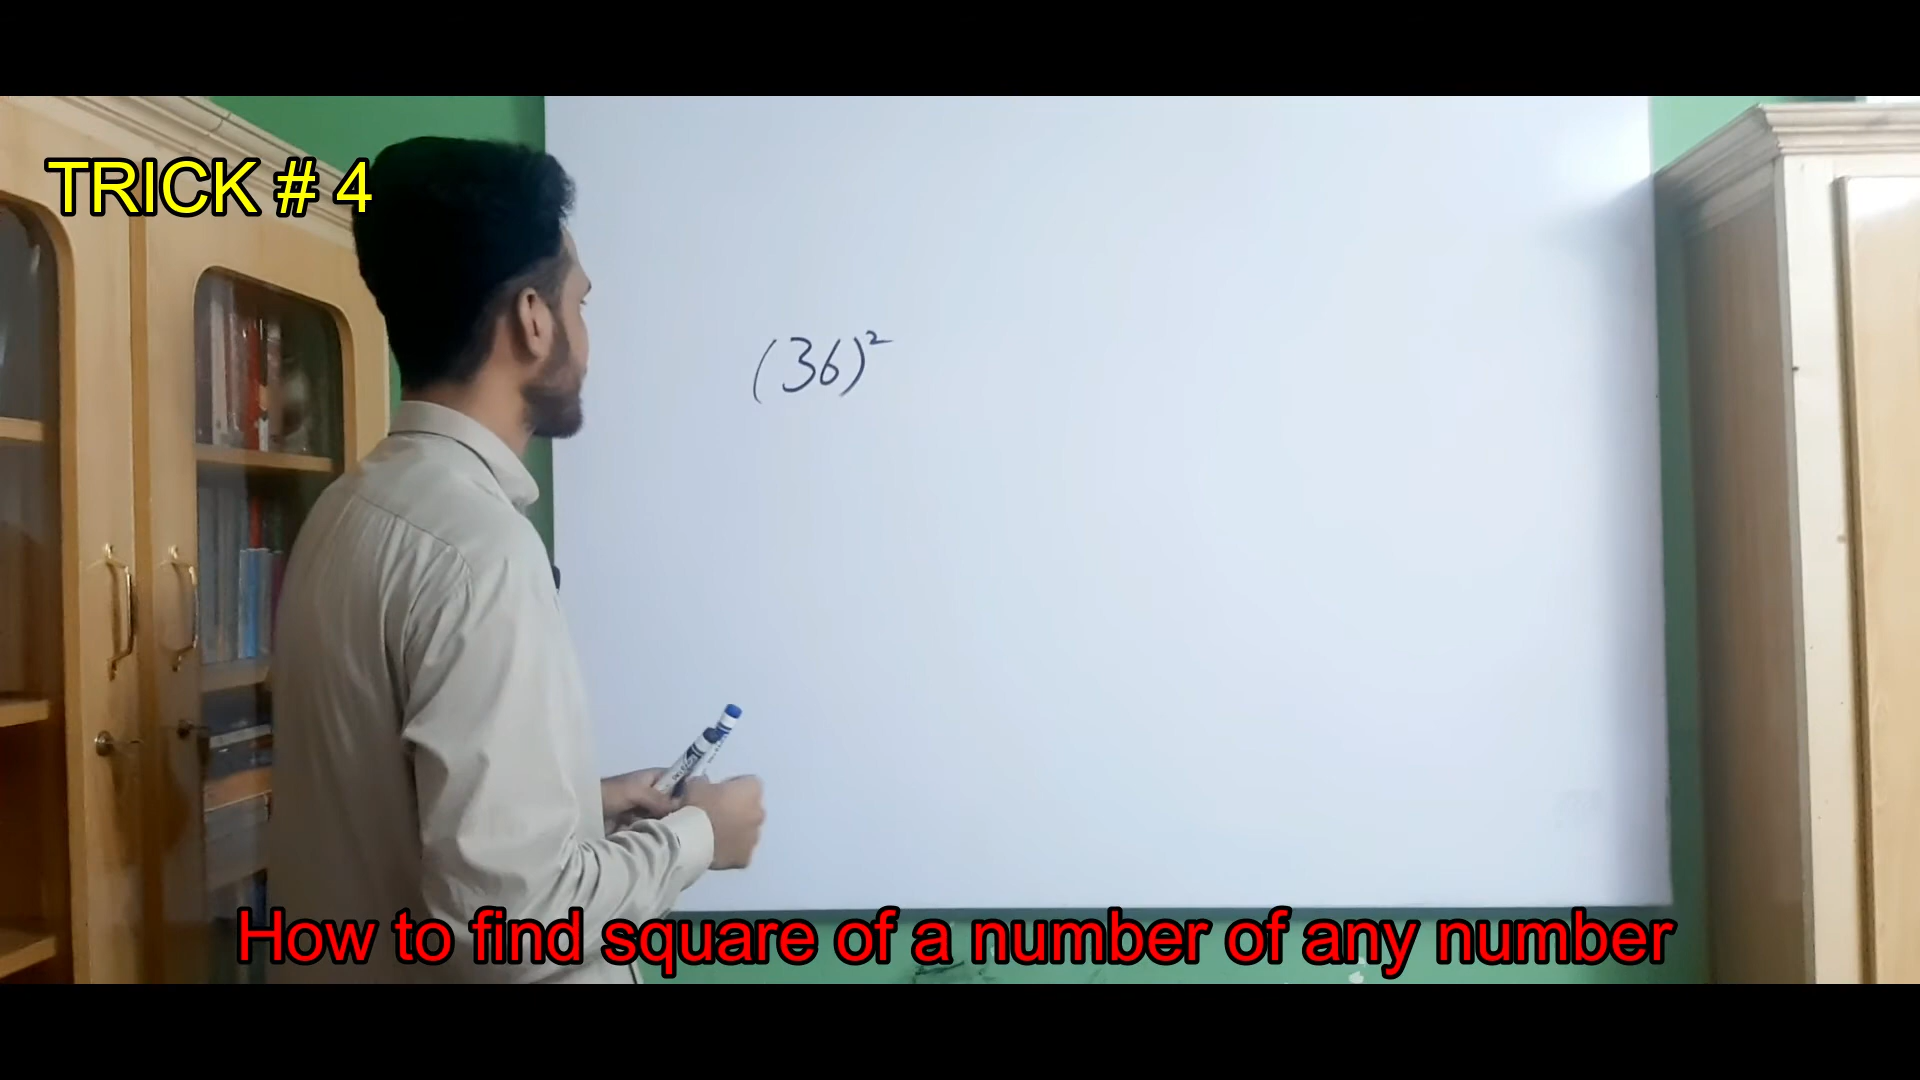 TRICK # 4
(36)²
How to find square of a number of any number